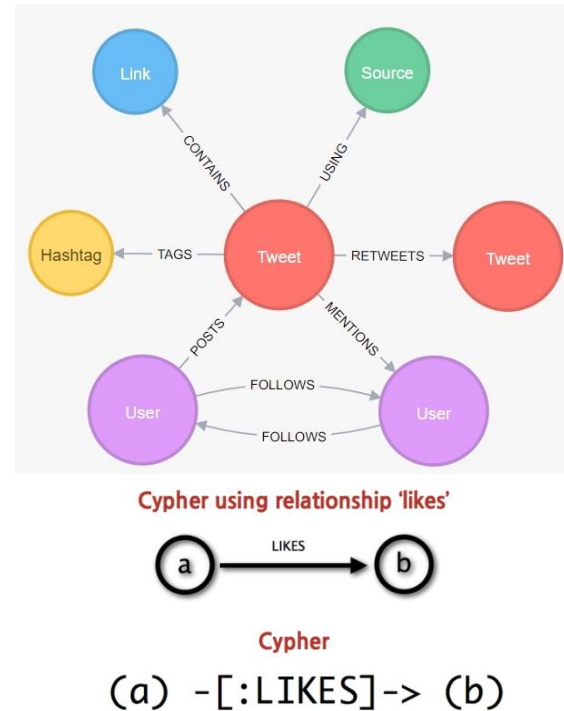 Link
Source
CONTAINS
USING
Hashtag
TAGS
Tweet
RETWEETS
Tweet
POSTS
MENTIONS
User
FOLLOWS
FOLLOWS
User
Cypher using relationship 'likes'
LIKES
a
b
Cypher
(a) -[:LIKES]-> (b)